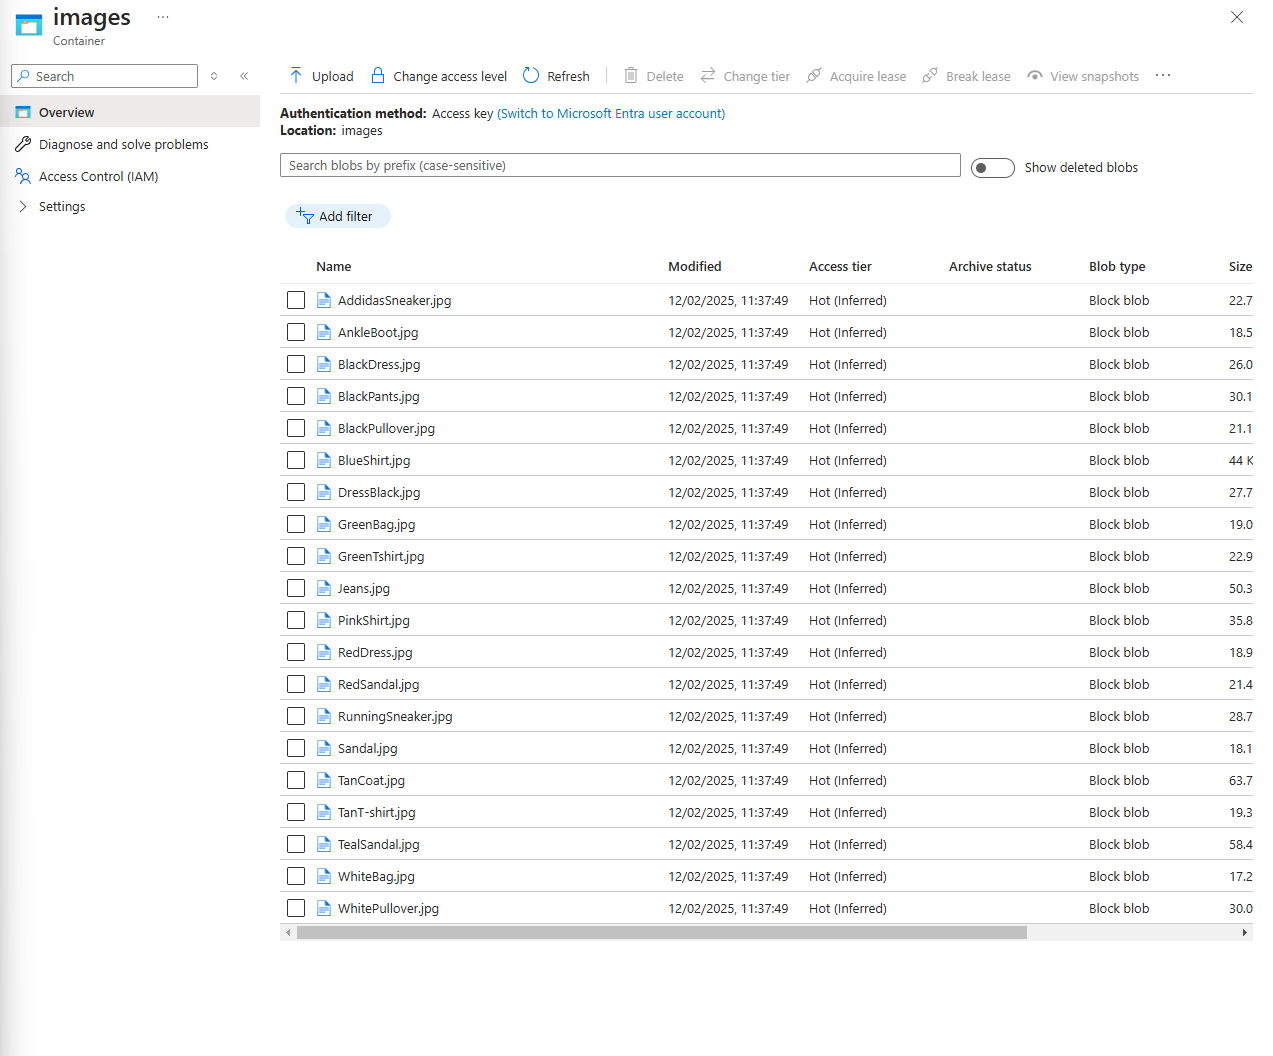 images ...
Container
Search
Upload Change access level Refresh Delete Change tier Acquire lease Break lease View snapshots ...
Overview
Diagnose and solve problems
Access Control (IAM)
Settings
Authentication method: Access key (Switch to Microsoft Entra user account)
Location: images
Search blobs by prefix (case-sensitive)
Show deleted blobs
Add filter
Name Modified Access tier Archive status Blob type Size
AddidasSneaker.jpg 12/02/2025, 11:37:49 Hot (Inferred) Block blob 22.7
AnkleBoot.jpg 12/02/2025, 11:37:49 Hot (Inferred) Block blob 18.5
BlackDress.jpg 12/02/2025, 11:37:49 Hot (Inferred) Block blob 26.0
BlackPants.jpg 12/02/2025, 11:37:49 Hot (Inferred) Block blob 30.1
BlackPullover.jpg 12/02/2025, 11:37:49 Hot (Inferred) Block blob 21.1
BlueShirt.jpg 12/02/2025, 11:37:49 Hot (Inferred) Block blob 44 K
DressBlack.jpg 12/02/2025, 11:37:49 Hot (Inferred) Block blob 27.7
GreenBag.jpg 12/02/2025, 11:37:49 Hot (Inferred) Block blob 19.0
GreenTshirt.jpg 12/02/2025, 11:37:49 Hot (Inferred) Block blob 22.9
Jeans.jpg 12/02/2025, 11:37:49 Hot (Inferred) Block blob 50.3
PinkShirt.jpg 12/02/2025, 11:37:49 Hot (Inferred) Block blob 35.8
RedDress.jpg 12/02/2025, 11:37:49 Hot (Inferred) Block blob 18.9
RedSandal.jpg 12/02/2025, 11:37:49 Hot (Inferred) Block blob 21.4
RunningSneaker.jpg 12/02/2025, 11:37:49 Hot (Inferred) Block blob 28.7
Sandal.jpg 12/02/2025, 11:37:49 Hot (Inferred) Block blob 18.1
TanCoat.jpg 12/02/2025, 11:37:49 Hot (Inferred) Block blob 63.7
TanT-shirt.jpg 12/02/2025, 11:37:49 Hot (Inferred) Block blob 19.3
TealSandal.jpg 12/02/2025, 11:37:49 Hot (Inferred) Block blob 58.4
WhiteBag.jpg 12/02/2025, 11:37:49 Hot (Inferred) Block blob 17.2
WhitePullover.jpg 12/02/2025, 11:37:49 Hot (Inferred) Block blob 30.0